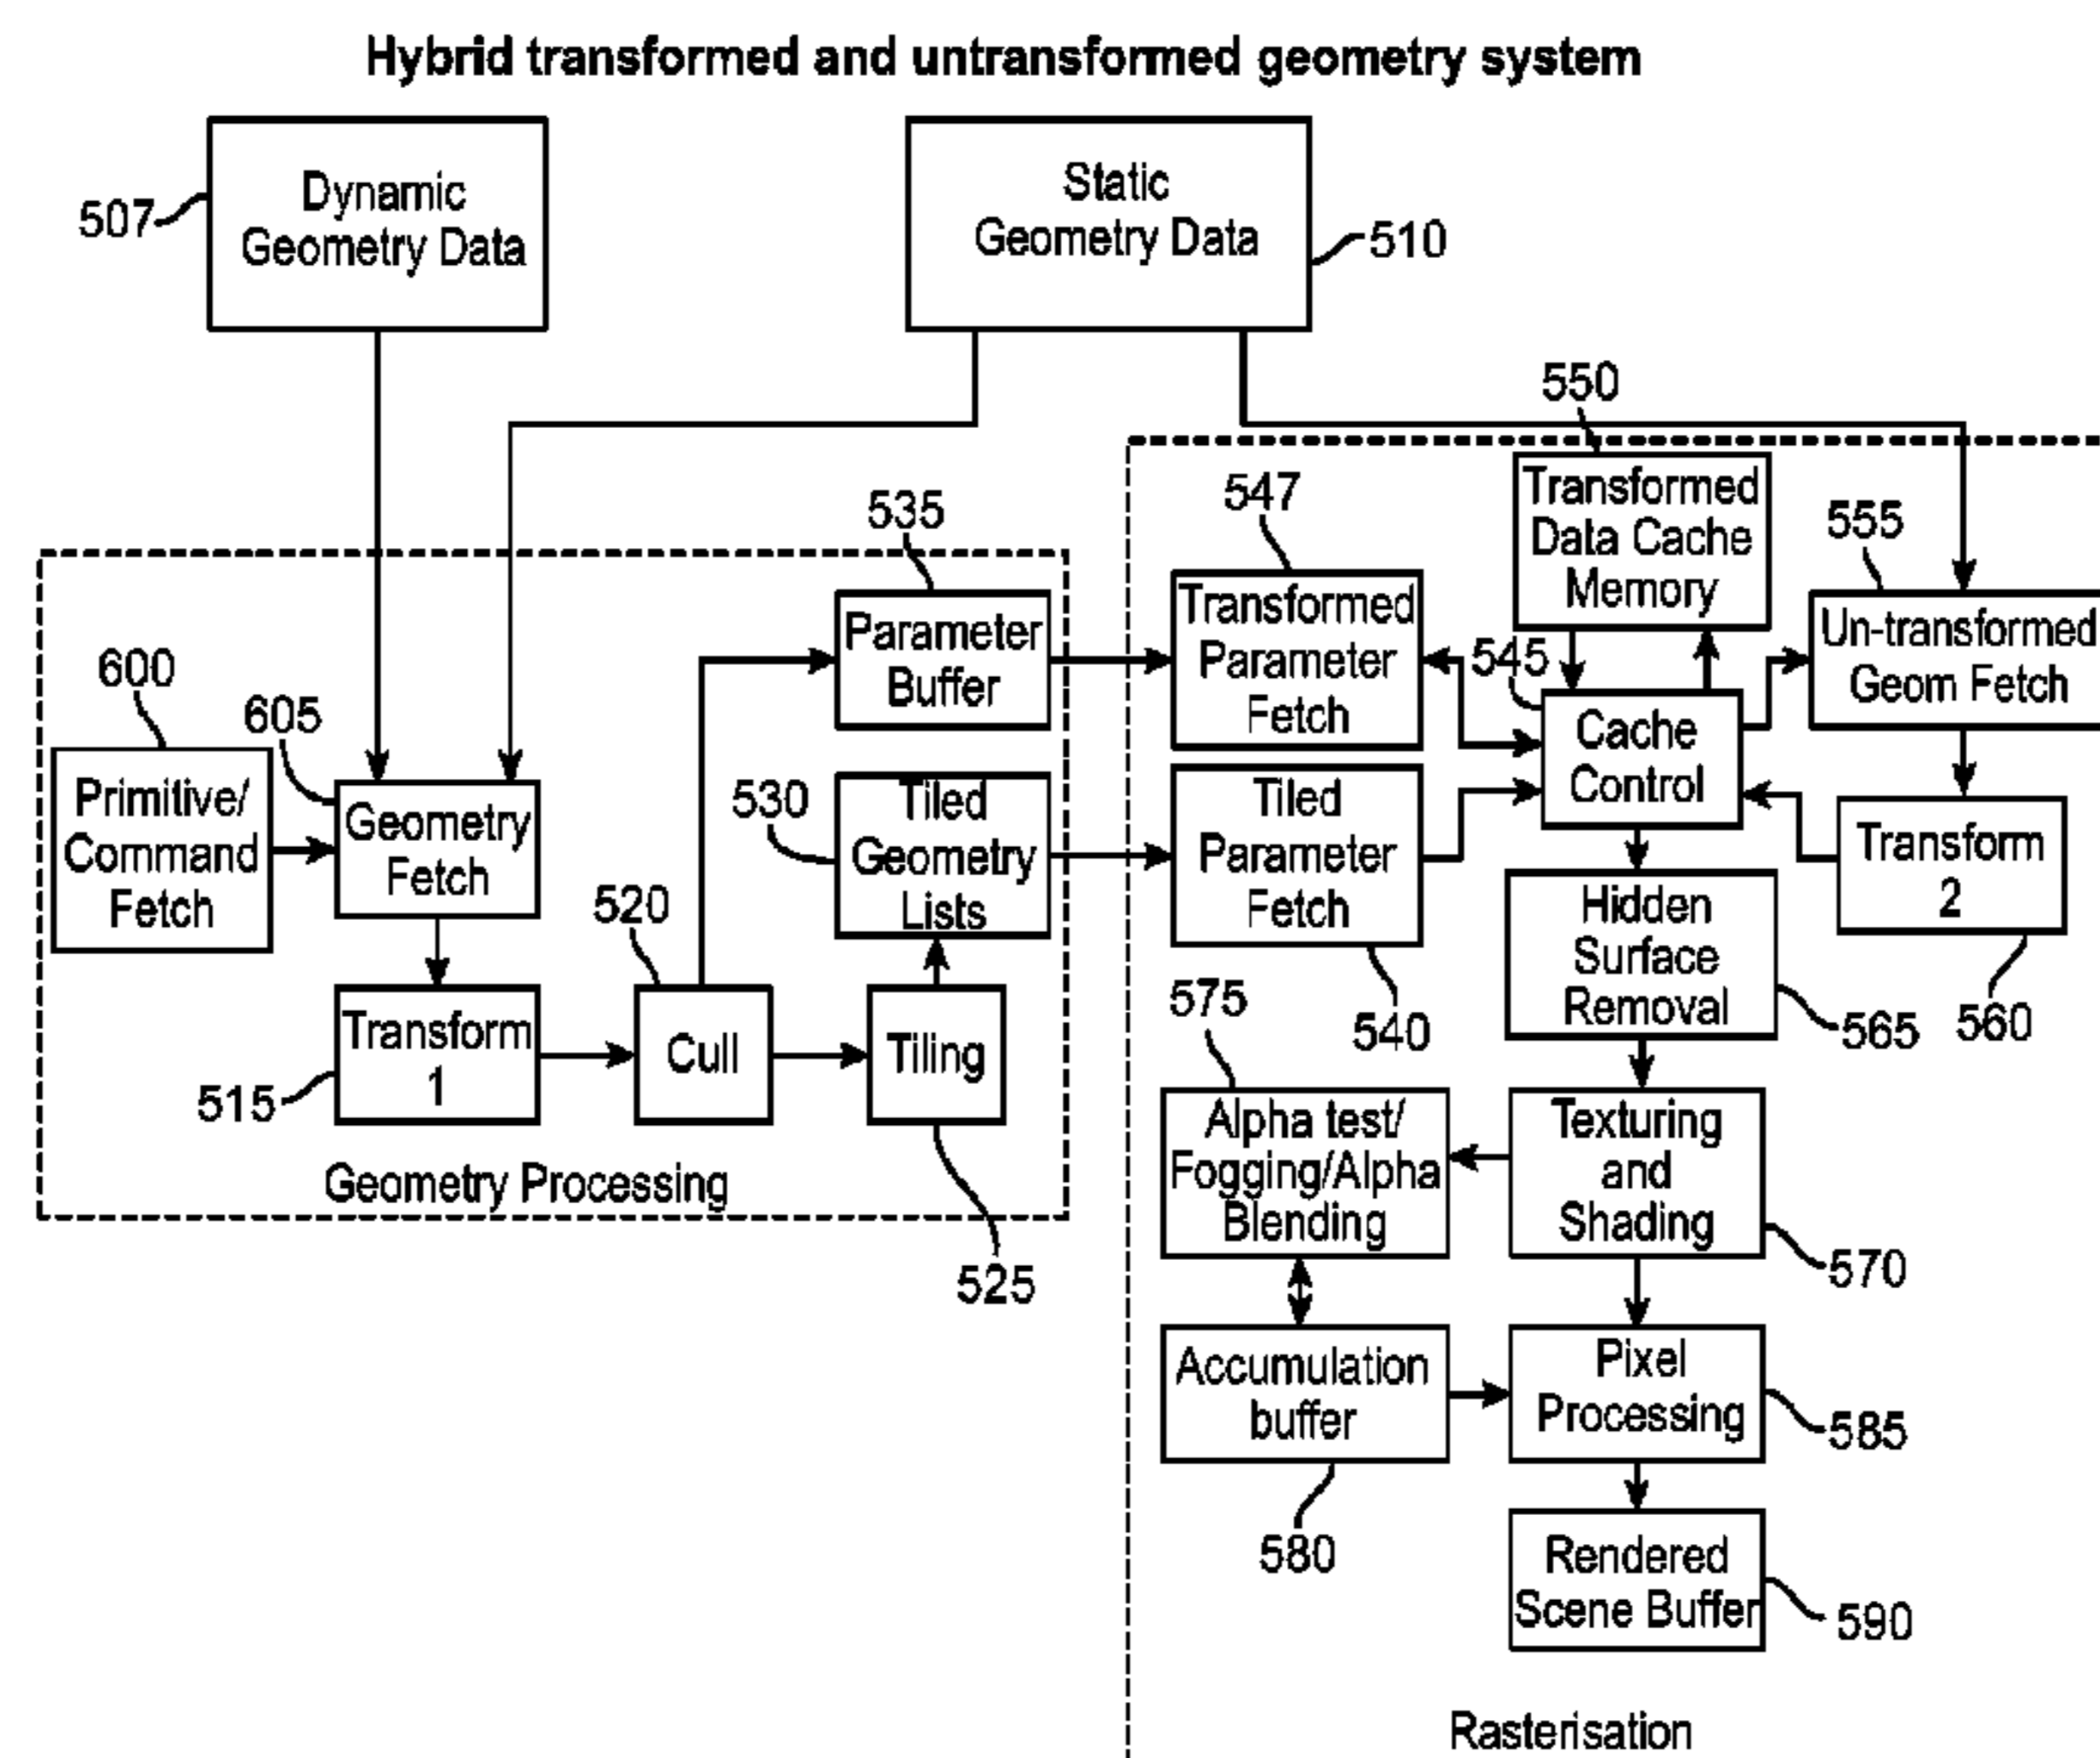 Hybrid transformed and untransformed geometry system
507
Dynamic
Geometry Data
Static
Geometry Data
510
550
547
535
555
Transformed
Data Cache
Memory
Parameter
Buffer
Transformed
Parameter
Fetch
Un-transformed
Geom Fetch
545
Cache
Control
600
605
Primitive/
Command
Fetch
Geometry
Fetch
530
Tiled
Geometry
Lists
Tiled
Parameter
Fetch
540
Transform
2
560
Hidden
Surface
Removal
565
515
Transform
1
520
Cull
Tiling
525
Geometry Processing
575
Alpha test/
Fogging/Alpha
Blending
Texturing
and
Shading
570
Accumulation
buffer
580
Pixel
Processing
585
Rendered
Scene Buffer
590
Rasterisation